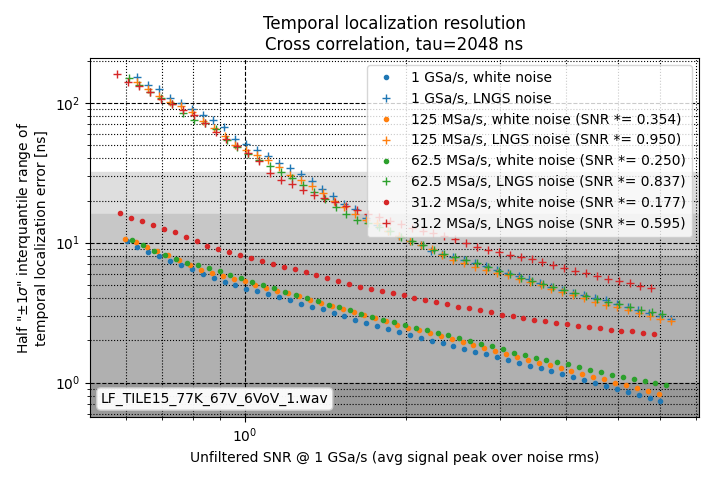 Temporal localization resolution
Cross correlation, tau=2048 ns
Half "±1σ" interquantile range of
temporal localization error [ns]
10²
10¹
10⁰
1 GSa/s, white noise
1 GSa/s, LNGS noise
125 MSa/s, white noise (SNR *= 0.354)
125 MSa/s, LNGS noise (SNR *= 0.950)
62.5 MSa/s, white noise (SNR *= 0.250)
62.5 MSa/s, LNGS noise (SNR *= 0.837)
31.2 MSa/s, white noise (SNR *= 0.177)
31.2 MSa/s, LNGS noise (SNR *= 0.595)
LF_TILE15_77K_67V_6VoV_1.wav
10⁰
Unfiltered SNR @ 1 GSa/s (avg signal peak over noise rms)